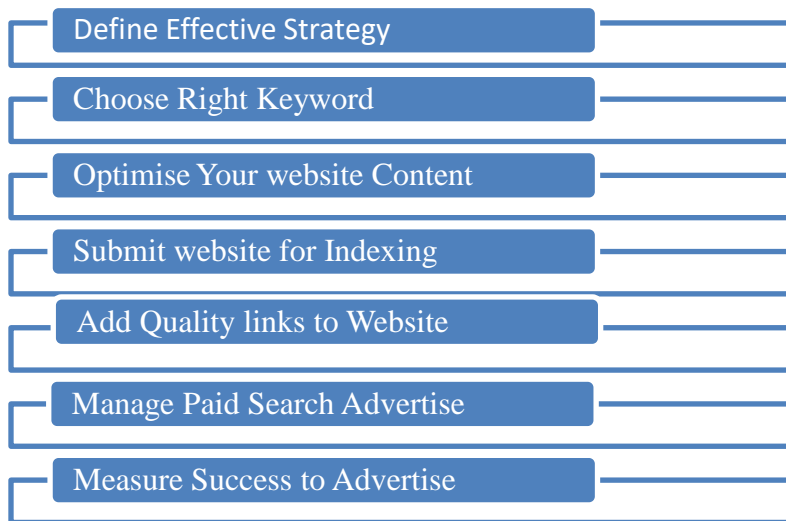 Define Effective Strategy
Choose Right Keyword
Optimise Your website Content
Submit website for Indexing
Add Quality links to Website
Manage Paid Search Advertise
Measure Success to Advertise